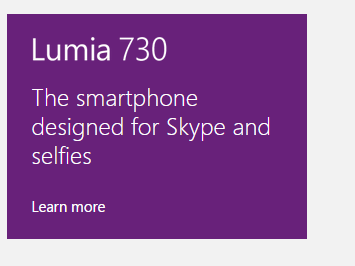 Lumia 730
The smartphone
designed for Skype and
selfies
Learn more